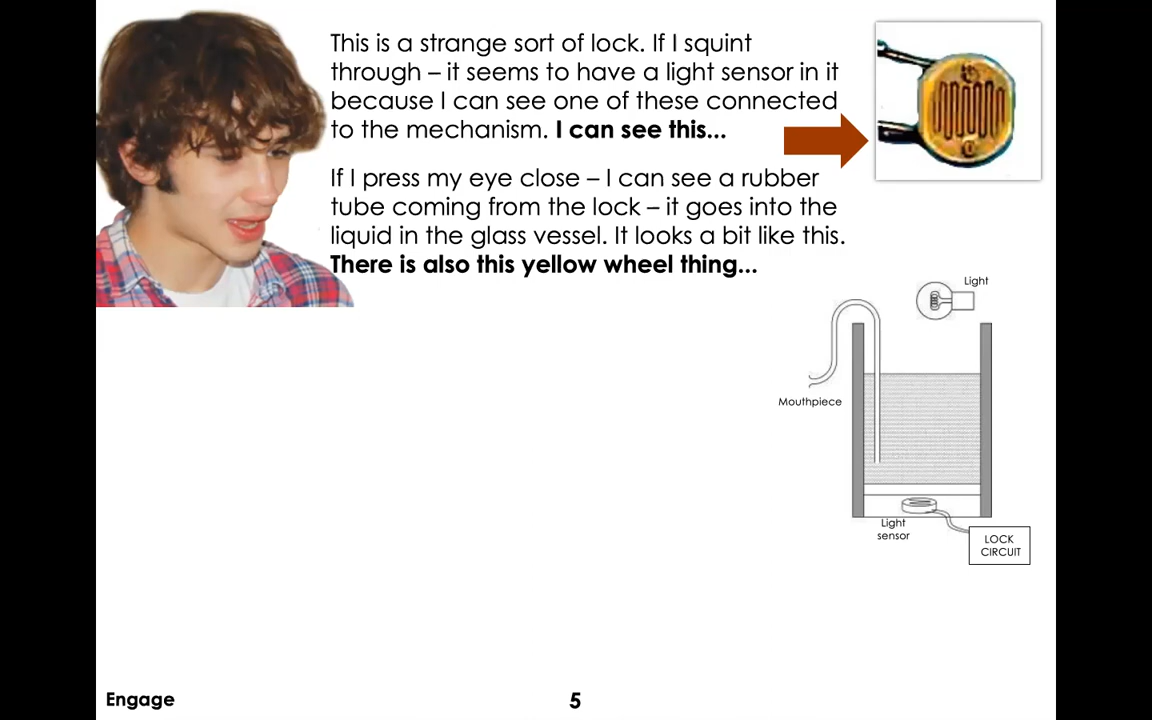 This is a strange sort of lock. If I squint
through – it seems to have a light sensor in it
because I can see one of these connected
to the mechanism. I can see this...
If I press my eye close – I can see a rubber
tube coming from the lock – it goes into the
liquid in the glass vessel. It looks a bit like this.
There is also this yellow wheel thing...
Light
Mouthpiece
Light
sensor
LOCK
CIRCUIT
Engage
5